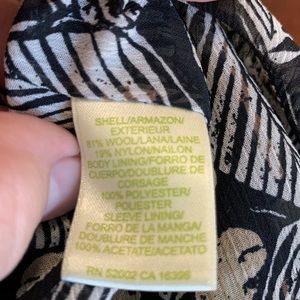 SHELL/ARMAZON/
EXTERIEUR
81% WOOL/LANA/LAINE
19% NYLON/NAILON
BODY LINING/FORRO DE
CUERPO/DOUBLURE DE
CORSAGE
100% POLYESTER/
POLIESTER
SLEEVE LINING/
FORRO DE LA MANGA/
DOUBLURE DE MANCHE
100% ACETATE/ACETATO
RN 52002 CA 16396